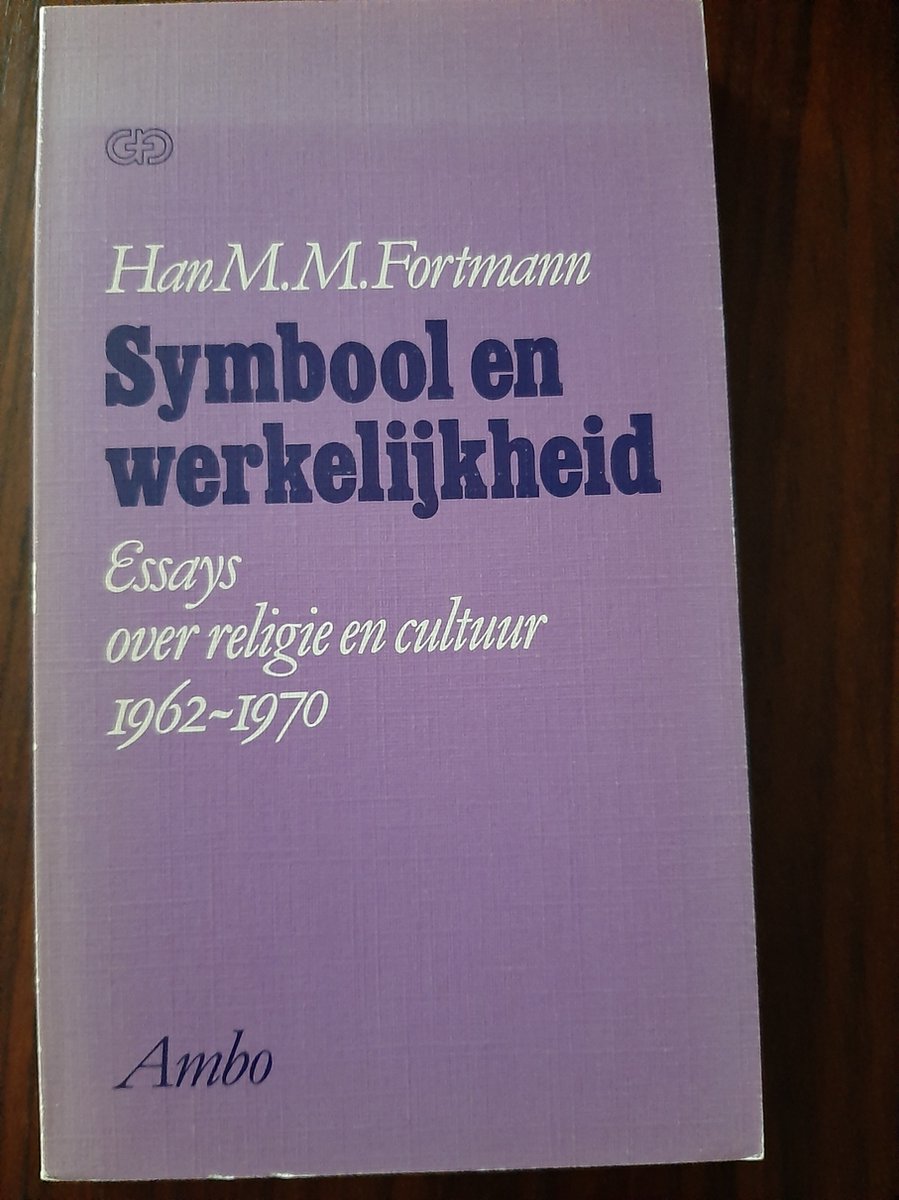 Han M.M. Fortmann
Symbool en
werkelijkheid
Essays
over religie en cultuur
1962~1970
Ambo